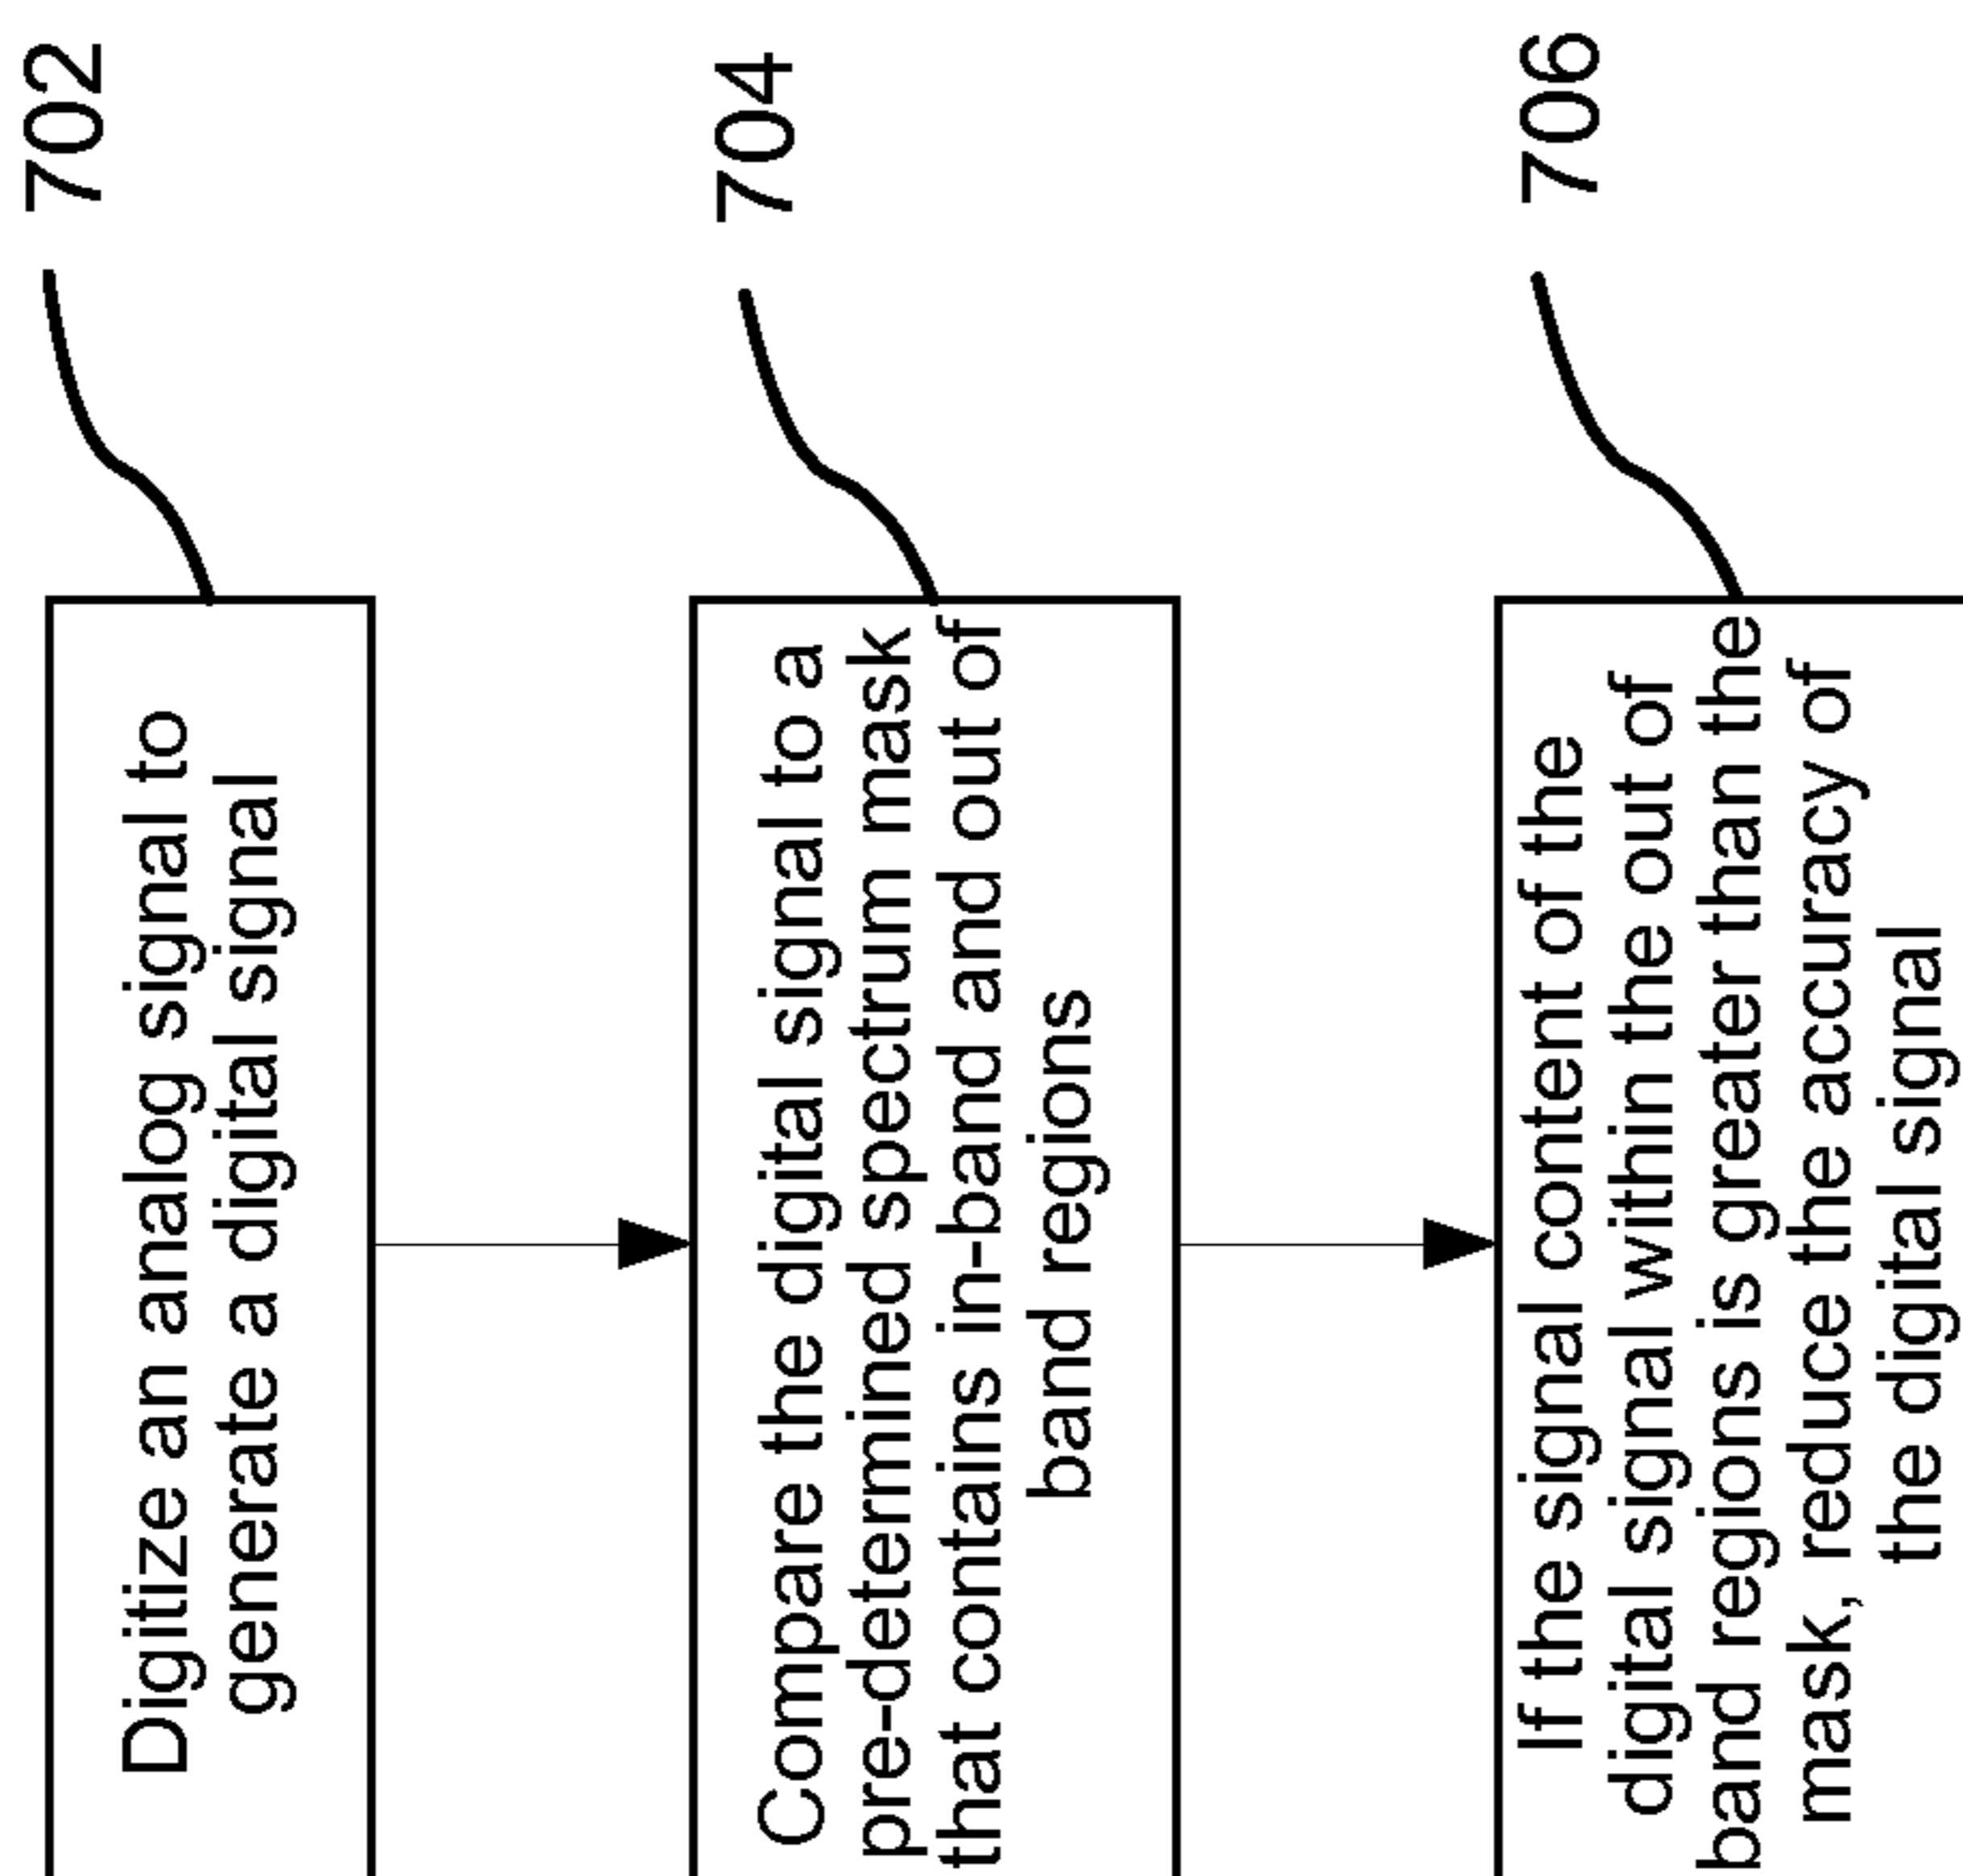 702
Digitize an analog signal to
generate a digital signal
704
Compare the digital signal to a
pre-determined spectrum mask
that contains in-band and out of
band regions
706
If the signal content of the
digital signal within the out of
band regions is greater than the
mask, reduce the accuracy of
the digital signal